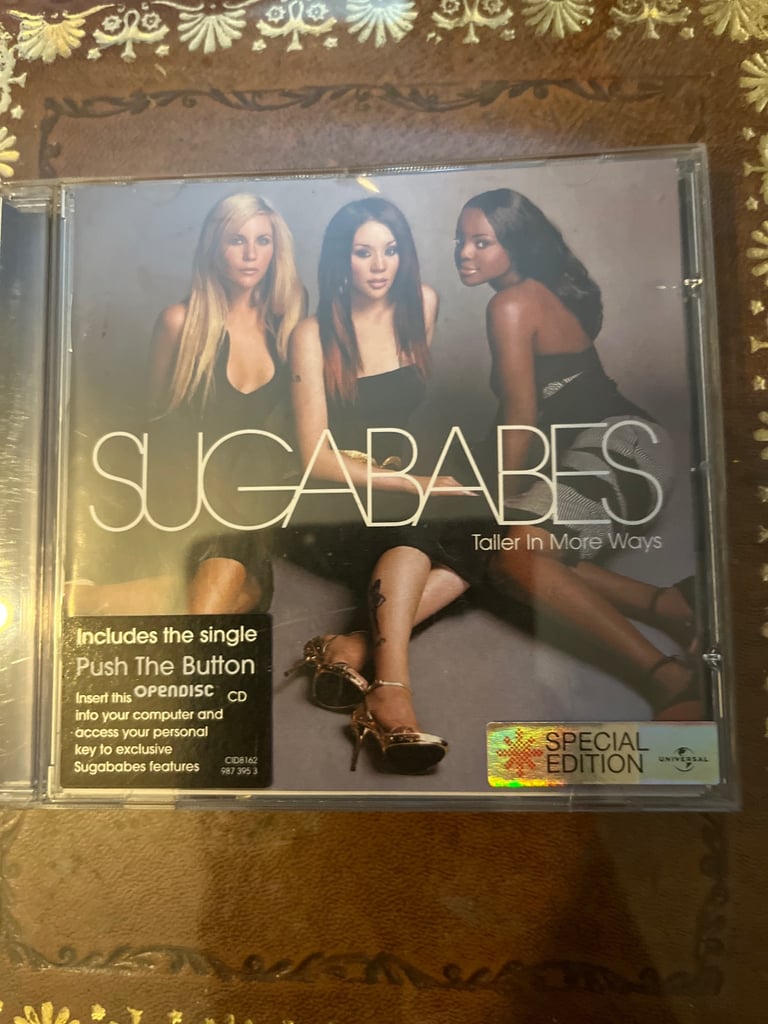 SUGABABES
Taller In More Ways
Includes the single
Push The Button
Insert this OPENDISC CD
into your computer and
access your personal
key to exclusive
Sugababes features
CID8162
987 395 3
SPECIAL
EDITION
UNIVERSAL